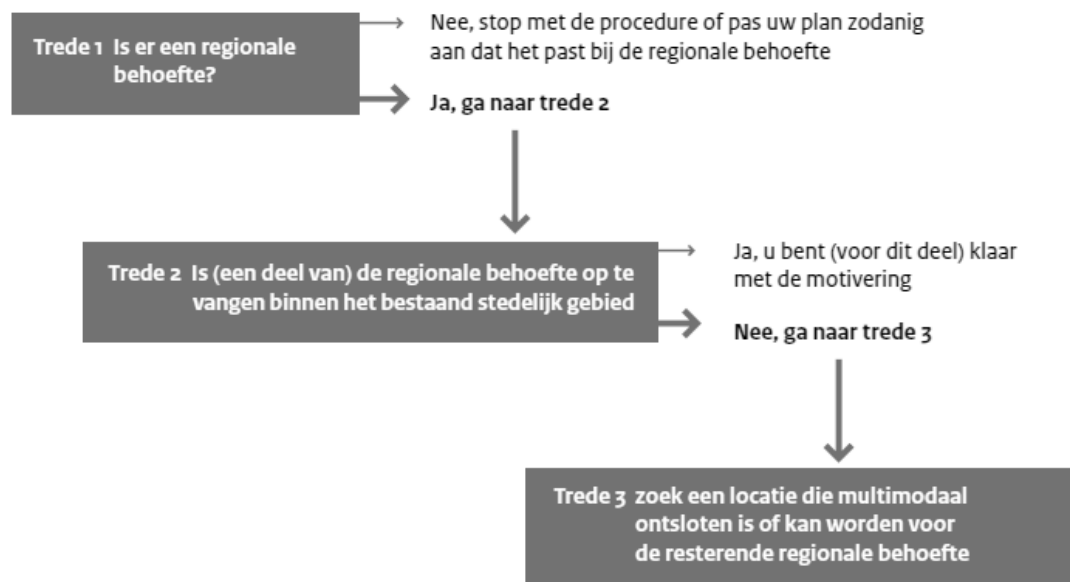 Trede 1 Is er een regionale
behoefte?
Nee, stop met de procedure of pas uw plan zodanig
aan dat het past bij de regionale behoefte
Ja, ga naar trede 2
Trede 2 Is (een deel van) de regionale behoefte op te
vangen binnen het bestaand stedelijk gebied
Ja, u bent (voor dit deel) klaar
met de motivering
Nee, ga naar trede 3
Trede 3 zoek een locatie die multimodaal
ontsloten is of kan worden voor
de resterende regionale behoefte